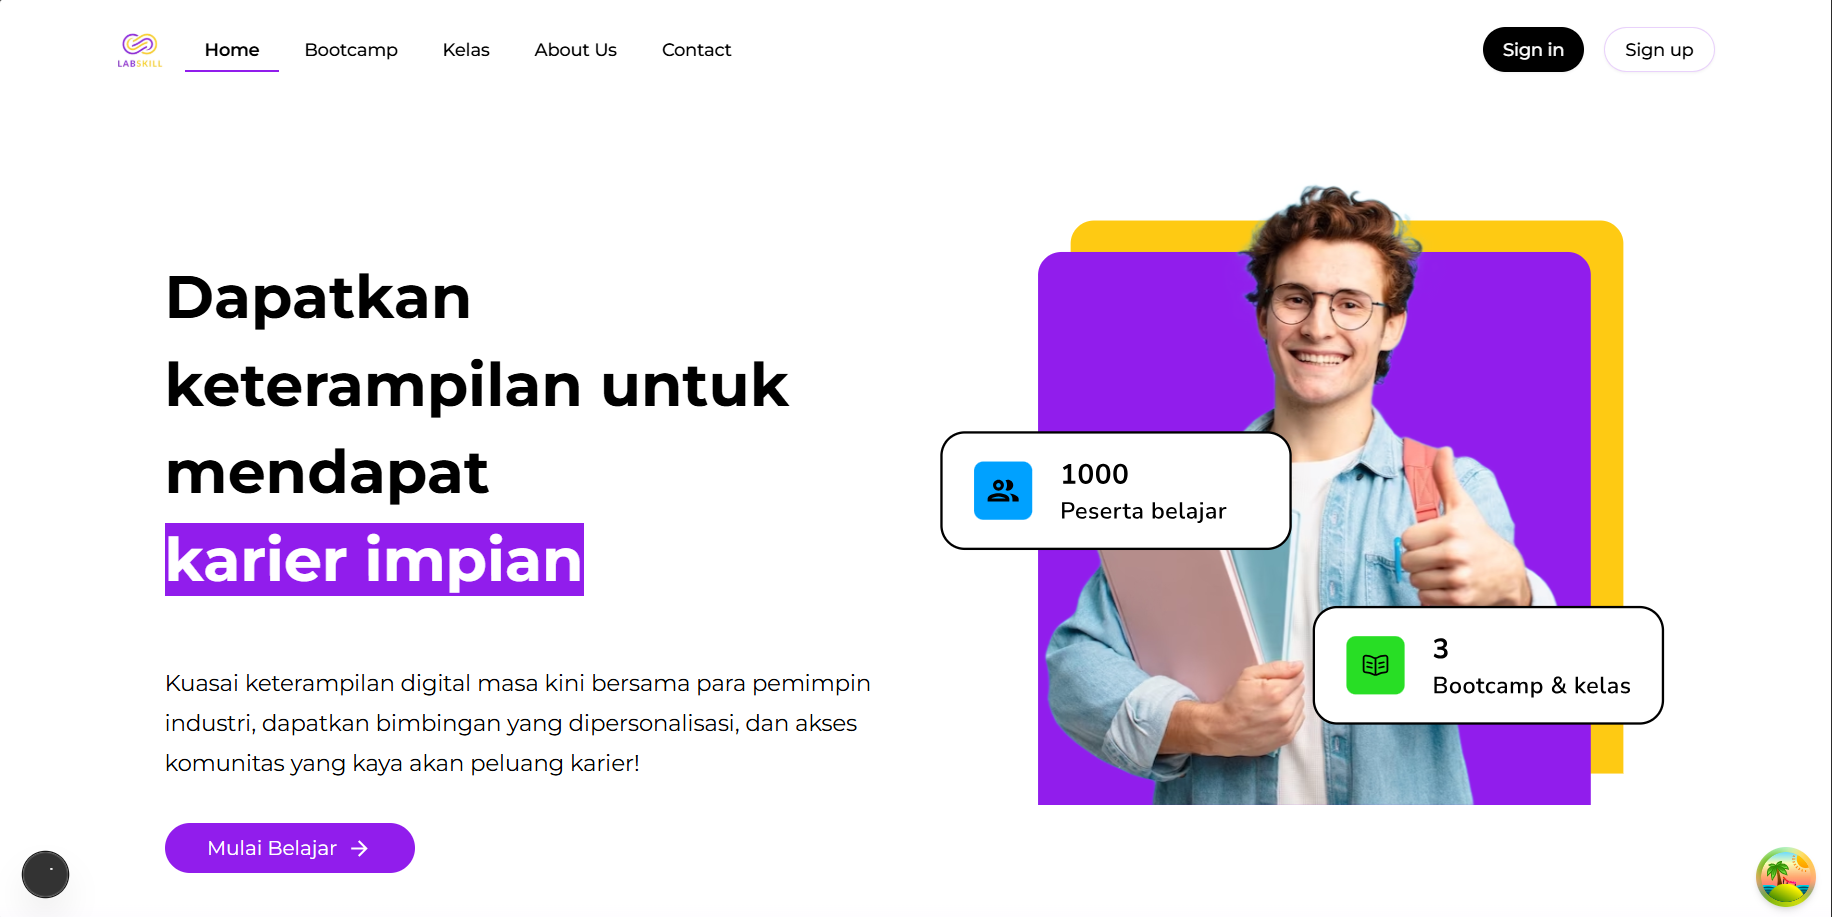 LABSKILL
Home
Bootcamp
Kelas
About Us
Contact
Sign in
Sign up
Dapatkan
keterampilan untuk
mendapat
karier impian
Kuasai keterampilan digital masa kini bersama para pemimpin
industri, dapatkan bimbingan yang dipersonalisasi, dan akses
komunitas yang kaya akan peluang karier!
Mulai Belajar
1000
Peserta belajar
3
Bootcamp & kelas